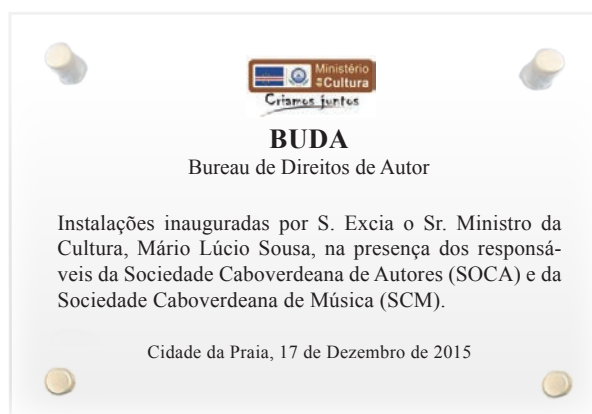 Ministério
da Cultura
Criamos juntos
BUDA
Bureau de Direitos de Autor
Instalações inauguradas por S. Excia o Sr. Ministro da
Cultura, Mário Lúcio Sousa, na presença dos responsá-
veis da Sociedade Caboverdeana de Autores (SOCA) e da
Sociedade Caboverdeana de Música (SCM).
Cidade da Praia, 17 de Dezembro de 2015